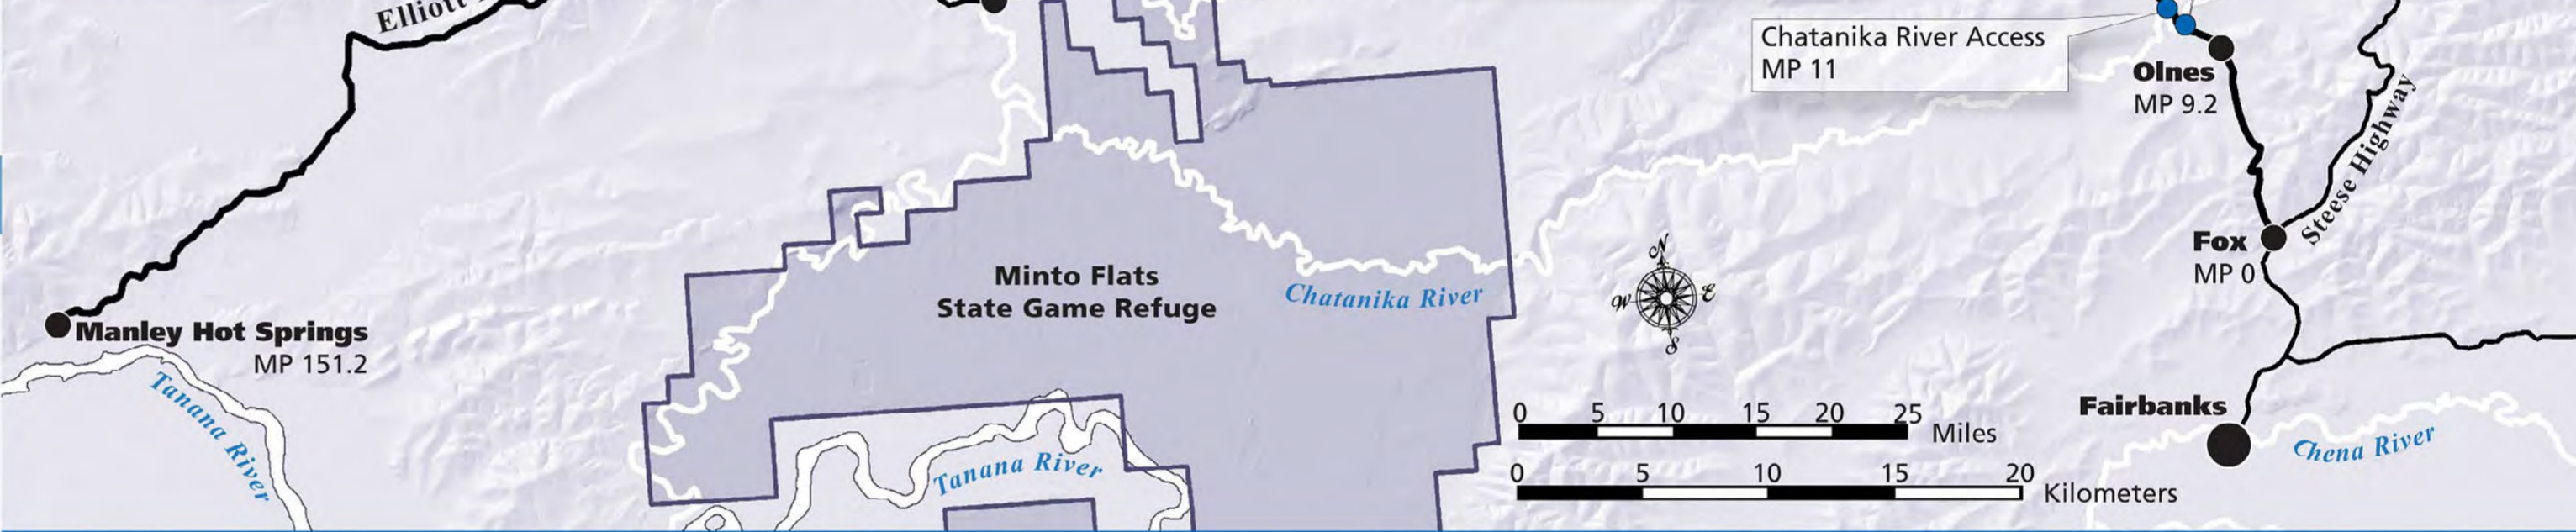 Elliott
Chatanika River Access
MP 11
Olnes
MP 9.2
Steese Highway
Fox
MP 0
N
W E
S
Minto Flats
State Game Refuge
Chatanika River
Manley Hot Springs
MP 151.2
Tanana River
Tanana River
0 5 10 15 20 25
Miles
0 5 10 15 20
Kilometers
Fairbanks
Chena River